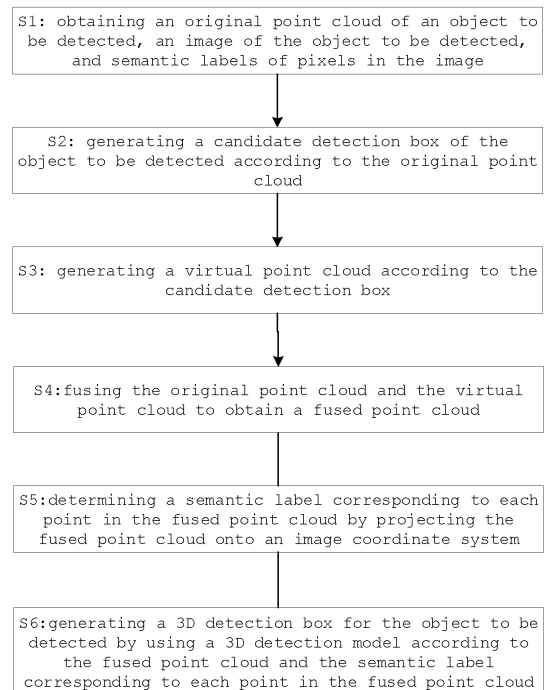 S1: obtaining an original point cloud of an object to
be detected, an image of the object to be detected,
and semantic labels of pixels in the image
S2: generating a candidate detection box of the
object to be detected according to the original point
cloud
S3: generating a virtual point cloud according to the
candidate detection box
S4:fusing the original point cloud and the virtual
point cloud to obtain a fused point cloud
S5:determining a semantic label corresponding to each
point in the fused point cloud by projecting the
fused point cloud onto an image coordinate system
S6:generating a 3D detection box for the object to be
detected by using a 3D detection model according to
the fused point cloud and the semantic label
corresponding to each point in the fused point cloud